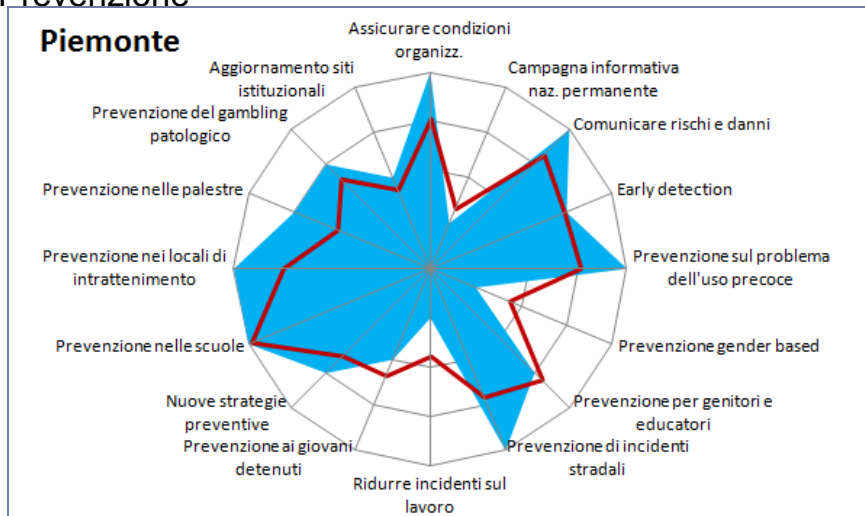 Prevenzione
Piemonte
Assicurare condizioni
organizz.
Campagna informativa
naz. permanente
Comunicare rischi e danni
Early detection
Prevenzione sul problema
dell'uso precoce
Prevenzione gender based
Prevenzione per genitori e
educatori
Prevenzione di incidenti
stradali
Ridurre incidenti sul
lavoro
Prevenzione ai giovani
detenuti
Nuove strategie
preventive
Prevenzione nelle scuole
Prevenzione nei locali di
intrattenimento
Prevenzione nelle palestre
Prevenzione del gambling
patologico
Aggiornamento siti
istituzionali